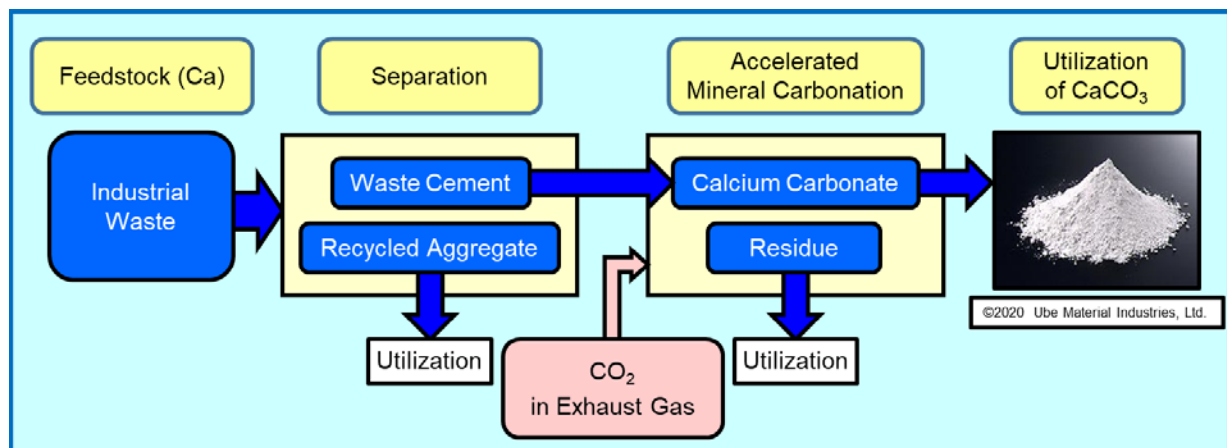 Feedstock (Ca)
Separation
Accelerated
Mineral Carbonation
Utilization
of CaCO₃
Industrial
Waste
Waste Cement
Recycled Aggregate
Calcium Carbonate
Residue
©2020 Ube Material Industries, Ltd.
Utilization
CO₂
in Exhaust Gas
Utilization